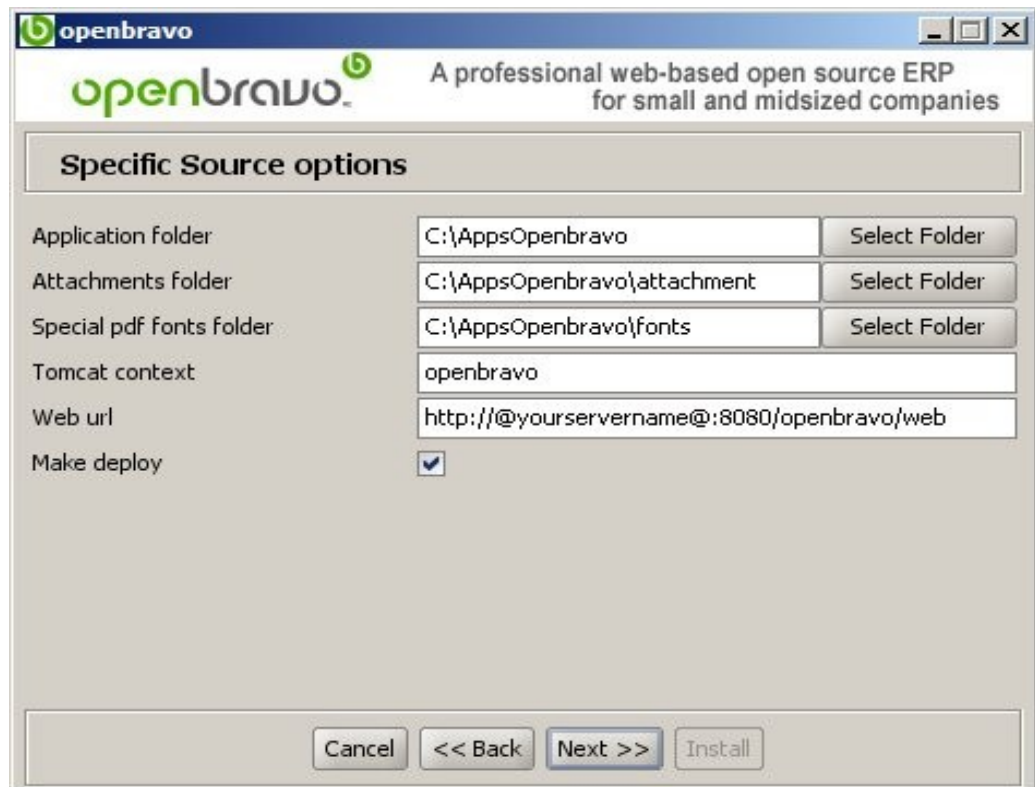 openbravo
openbravo
A professional web-based open source ERP
for small and midsized companies
Specific Source options
Application folder C:\AppsOpenbravo Select Folder
Attachments folder C:\AppsOpenbravo\attachment Select Folder
Special pdf fonts folder C:\AppsOpenbravo\fonts Select Folder
Tomcat context openbravo
Web url http://@yourservername@:8080/openbravo/web
Make deploy
Cancel << Back Next >> Install